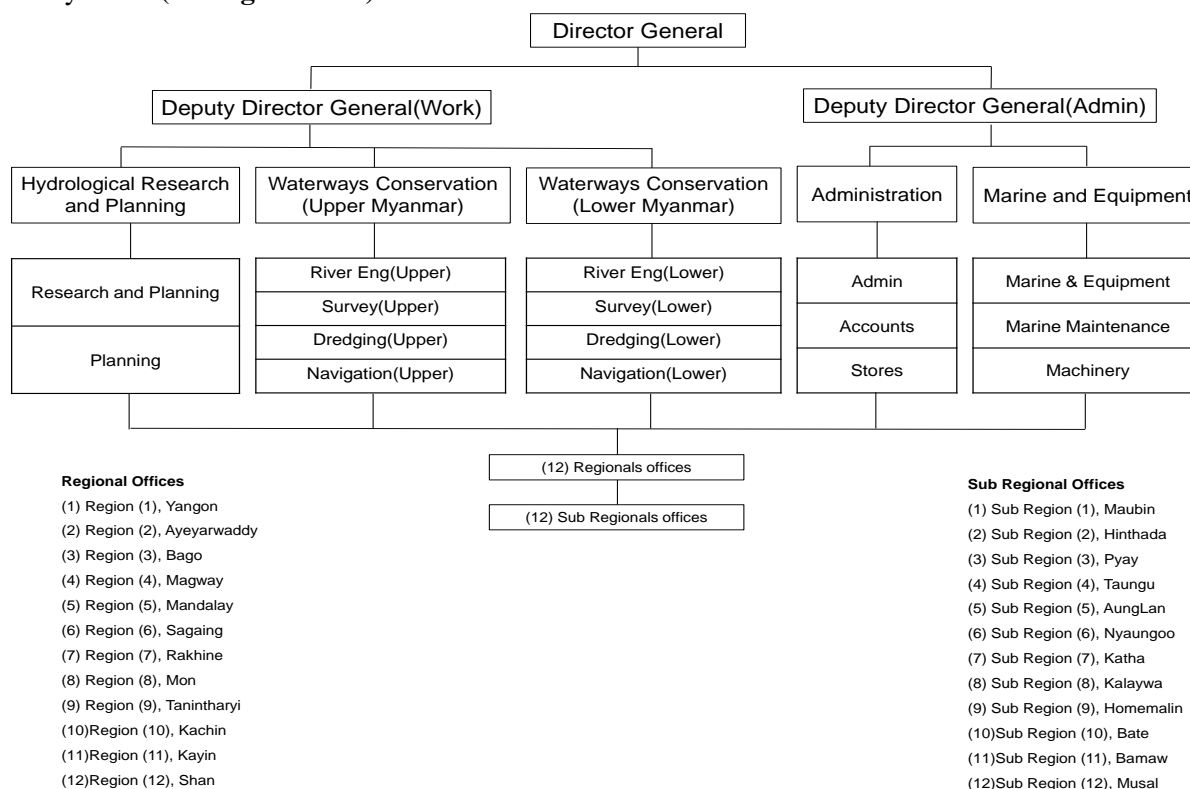 Director General
Deputy Director General(Work)
Deputy Director General(Admin)
Hydrological Research
and Planning
Waterways Conservation
(Upper Myanmar)
Waterways Conservation
(Lower Myanmar)
Administration
Marine and Equipment
Research and Planning
Planning
River Eng(Upper)
Survey(Upper)
Dredging(Upper)
Navigation(Upper)
River Eng(Lower)
Survey(Lower)
Dredging(Lower)
Navigation(Lower)
Admin
Accounts
Stores
Marine & Equipment
Marine Maintenance
Machinery
(12) Regionals offices
(12) Sub Regionals offices
Regional Offices
(1) Region (1), Yangon
(2) Region (2), Ayeyarwaddy
(3) Region (3), Bago
(4) Region (4), Magway
(5) Region (5), Mandalay
(6) Region (6), Sagaing
(7) Region (7), Rakhine
(8) Region (8), Mon
(9) Region (9), Tanintharyi
(10)Region (10), Kachin
(11)Region (11), Kayin
(12)Region (12), Shan
Sub Regional Offices
(1) Sub Region (1), Maubin
(2) Sub Region (2), Hinthada
(3) Sub Region (3), Pyay
(4) Sub Region (4), Taungu
(5) Sub Region (5), AungLan
(6) Sub Region (6), Nyaungoo
(7) Sub Region (7), Katha
(8) Sub Region (8), Kalaywa
(9) Sub Region (9), Homemalin
(10)Sub Region (10), Bate
(11)Sub Region (11), Bamaw
(12)Sub Region (12), Musal